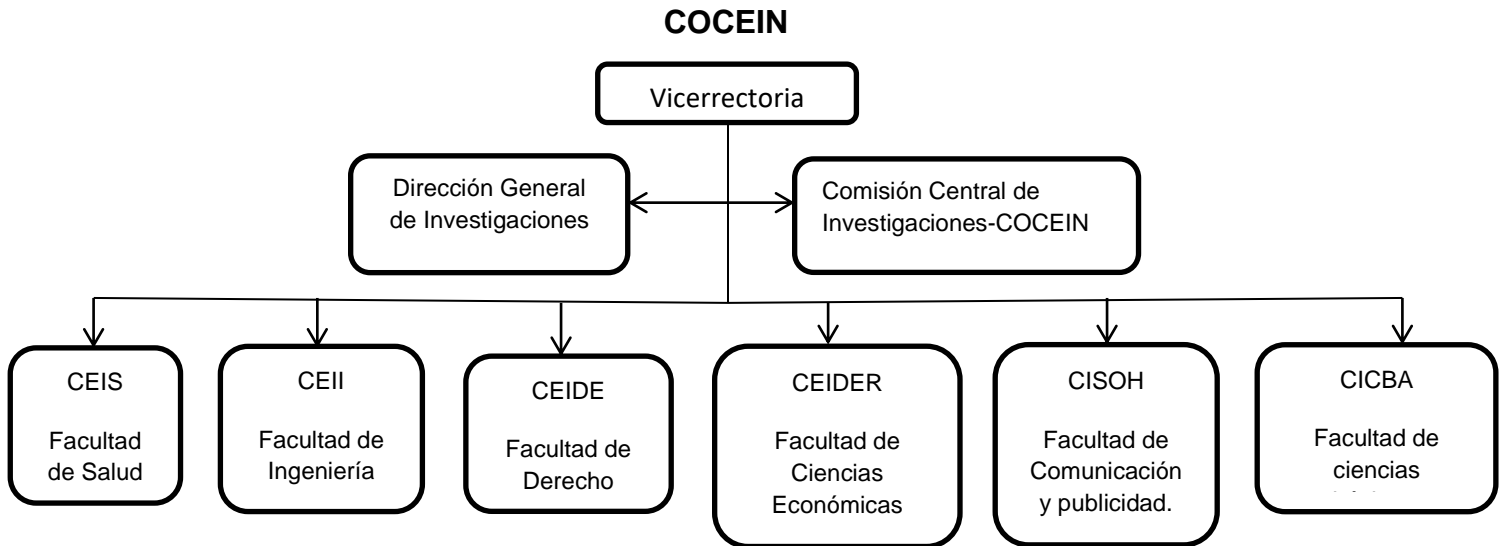 COCEIN
Vicerrectoria
Dirección General
de Investigaciones
Comisión Central de
Investigaciones-COCEIN
CEIS
Facultad
de Salud
CEII
Facultad de
Ingeniería
CEIDE
Facultad de
Derecho
CEIDER
Facultad de
Ciencias
Económicas
CISOH
Facultad de
Comunicación
y publicidad.
CICBA
Facultad de
ciencias